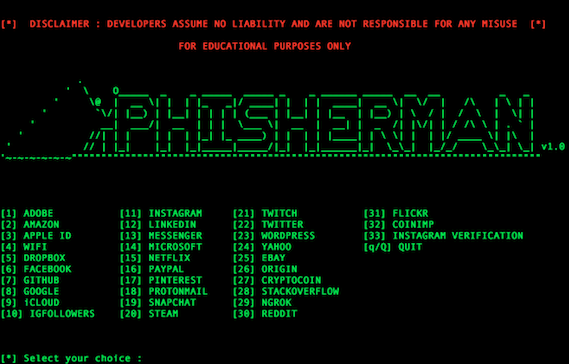 [*] DISCLAIMER : DEVELOPERS ASSUME NO LIABILITY AND ARE NOT RESPONSIBLE FOR ANY MISUSE [*]
FOR EDUCATIONAL PURPOSES ONLY
PHISHERMAN v1.0
[1] ADOBE [11] INSTAGRAM [21] TWITCH [31] FLICKR
[2] AMAZON [12] LINKEDIN [22] TWITTER [32] COINIMP
[3] APPLE ID [13] MESSENGER [23] WORDPRESS [33] INSTAGRAM VERIFICATION
[4] WIFI [14] MICROSOFT [24] YAHOO [q/Q] QUIT
[5] DROPBOX [15] NETFLIX [25] EBAY
[6] FACEBOOK [16] PAYPAL [26] ORIGIN
[7] GITHUB [17] PINTEREST [27] CRYPTOCOIN
[8] GOOGLE [18] PROTONMAIL [28] STACKOVERFLOW
[9] iCLOUD [19] SNAPCHAT [29] NGROK
[10] IGFOLLOWERS [20] STEAM [30] REDDIT
[*] Select your choice :